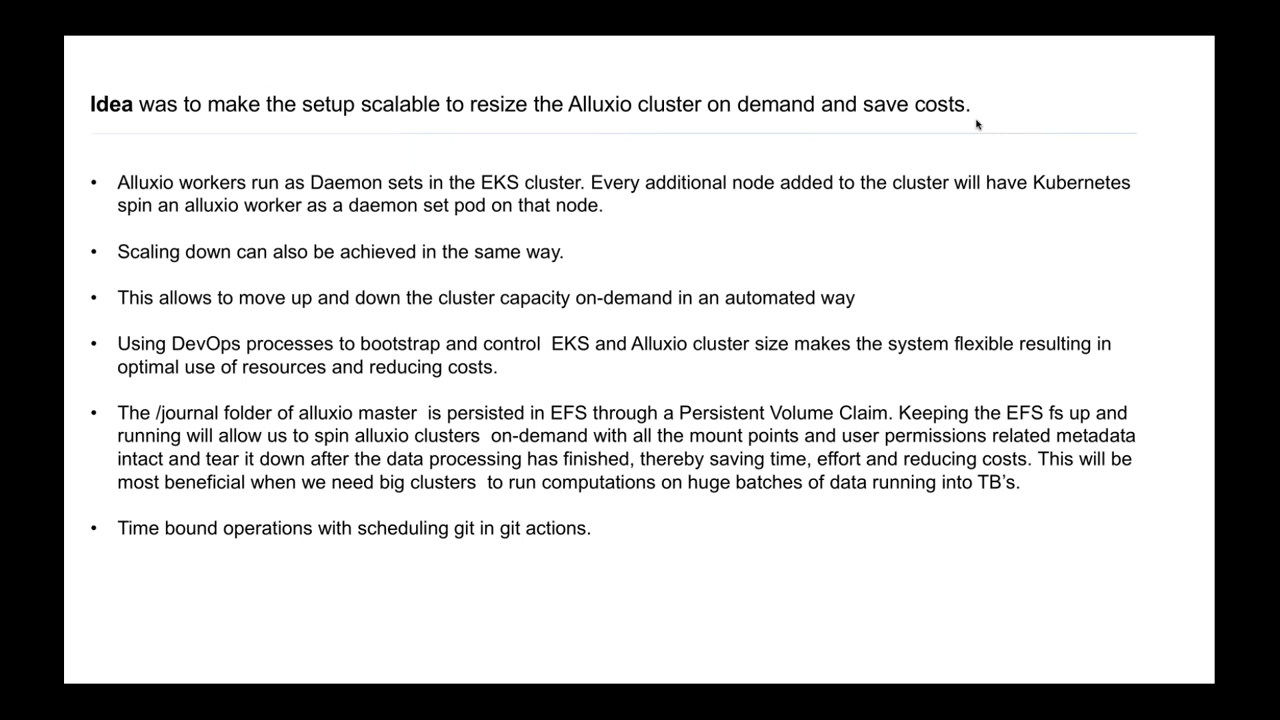 Idea was to make the setup scalable to resize the Alluxio cluster on demand and save costs.
• Alluxio workers run as Daemon sets in the EKS cluster. Every additional node added to the cluster will have Kubernetes
spin an alluxio worker as a daemon set pod on that node.
• Scaling down can also be achieved in the same way.
• This allows to move up and down the cluster capacity on-demand in an automated way
• Using DevOps processes to bootstrap and control  EKS and Alluxio cluster size makes the system flexible resulting in
optimal use of resources and reducing costs.
• The /journal folder of alluxio master  is persisted in EFS through a Persistent Volume Claim. Keeping the EFS fs up and
running will allow us to spin alluxio clusters  on-demand with all the mount points and user permissions related metadata
intact and tear it down after the data processing has finished, thereby saving time, effort and reducing costs. This will be
most beneficial when we need big clusters  to run computations on huge batches of data running into TB’s.
• Time bound operations with scheduling git in git actions.